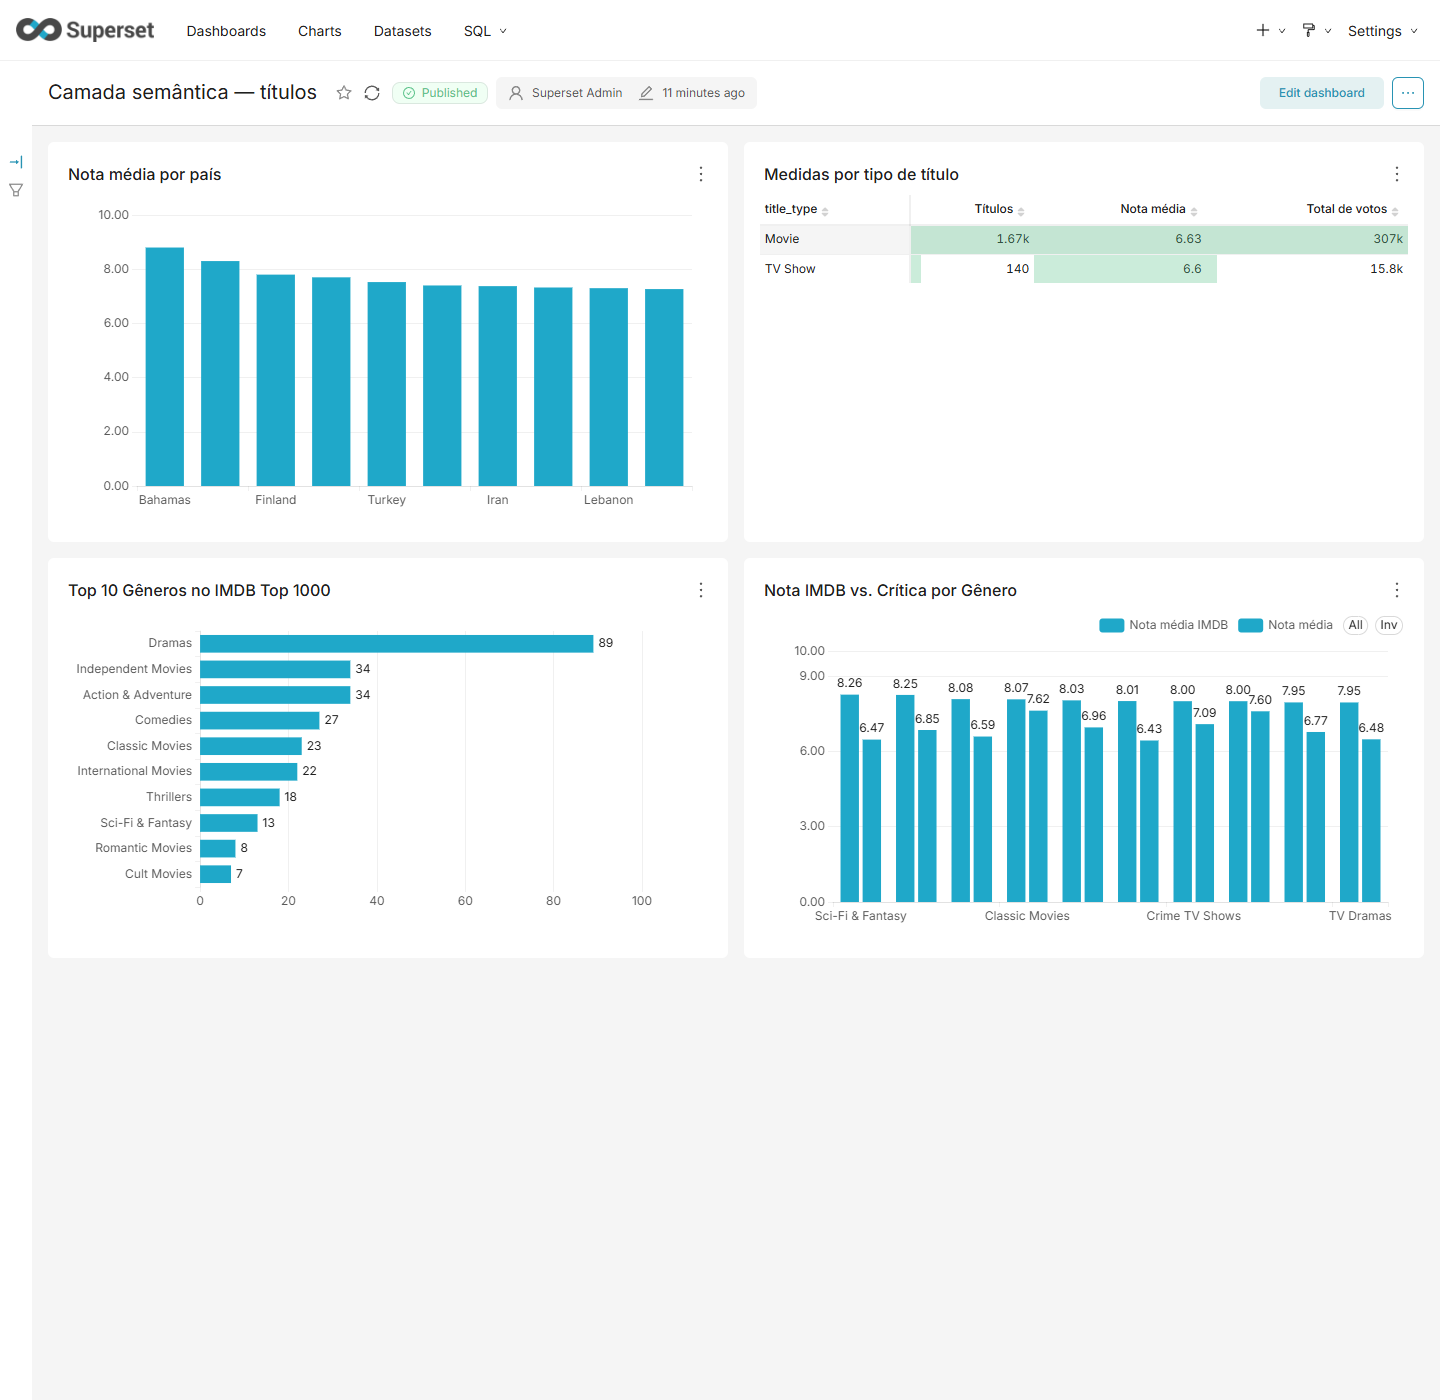 Superset
Dashboards
Charts
Datasets
SQL
Settings
Camada semântica — títulos
Published
Superset Admin
11 minutes ago
Edit dashboard
Nota média por país
10.00
8.00
6.00
4.00
2.00
0.00
Bahamas
Finland
Turkey
Iran
Lebanon
Medidas por tipo de título
title_type Títulos Nota média Total de votos
Movie 1.67k 6.63 307k
TV Show 140 6.6 15.8k
Top 10 Gêneros no IMDB Top 1000
Dramas 89
Independent Movies 34
Action & Adventure 34
Comedies 27
Classic Movies 23
International Movies 22
Thrillers 18
Sci-Fi & Fantasy 13
Romantic Movies 8
Cult Movies 7
0 20 40 60 80 100
Nota IMDB vs. Crítica por Gênero
Nota média IMDB Nota média All Inv
10.00
9.00
6.00
3.00
0.00
8.26 6.47 8.25 6.85 8.08 6.59 8.07 7.62 8.03 6.96 8.01 6.43 8.00 7.09 8.00 7.60 7.95 6.77 7.95 6.48
Sci-Fi & Fantasy
Classic Movies
Crime TV Shows
TV Dramas